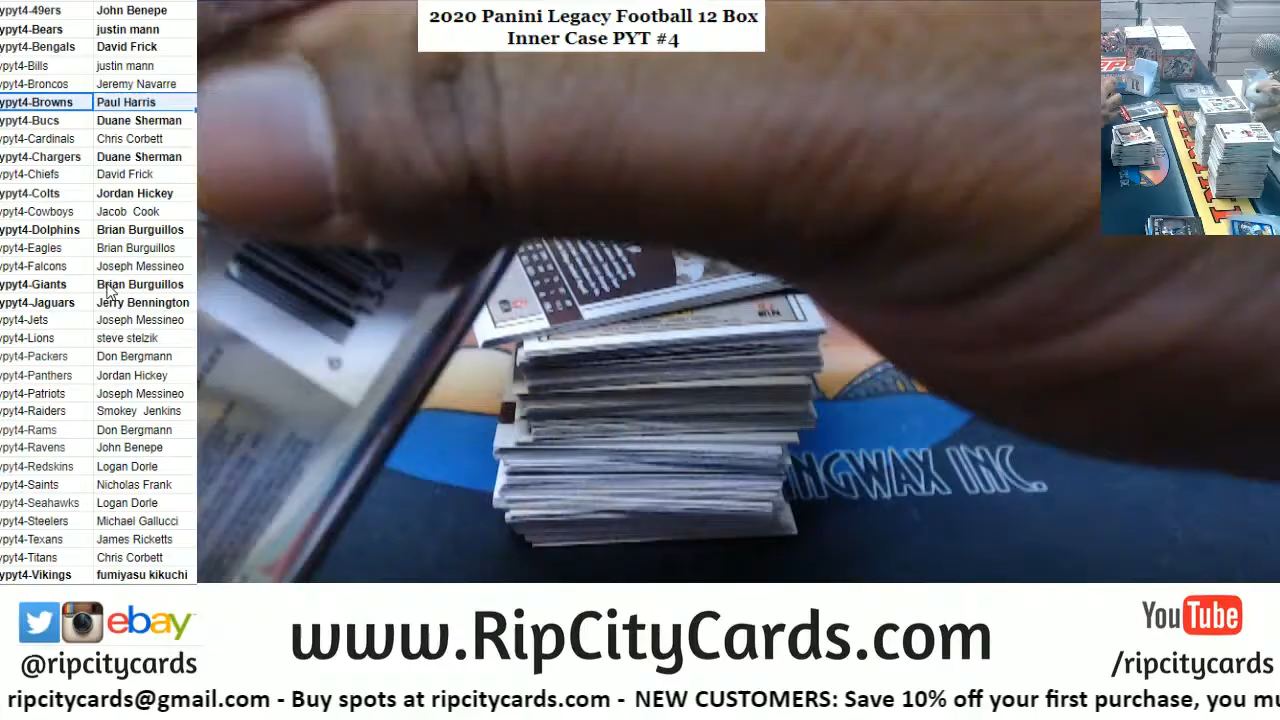 2020 Panini Legacy Football 12 Box
Inner Case PYT #4
ypyt4-49ers John Benepe
ypyt4-Bears justin mann
ypyt4-Bengals David Frick
ypyt4-Bills justin mann
ypyt4-Broncos Jeremy Navarre
ypyt4-Browns Paul Harris
ypyt4-Bucs Duane Sherman
ypyt4-Cardinals Chris Corbett
ypyt4-Chargers Duane Sherman
ypyt4-Chiefs David Frick
ypyt4-Colts Jordan Hickey
ypyt4-Cowboys Jacob Cook
ypyt4-Dolphins Brian Burguillos
ypyt4-Eagles Brian Burguillos
ypyt4-Falcons Joseph Messineo
ypyt4-Giants Brian Burguillos
ypyt4-Jaguars Jerry Bennington
ypyt4-Jets Joseph Messineo
ypyt4-Lions steve stelzik
ypyt4-Packers Don Bergmann
ypyt4-Panthers Jordan Hickey
ypyt4-Patriots Joseph Messineo
ypyt4-Raiders Smokey Jenkins
ypyt4-Rams Don Bergmann
ypyt4-Ravens John Benepe
ypyt4-Redskins Logan Dorle
ypyt4-Saints Nicholas Frank
ypyt4-Seahawks Logan Dorle
ypyt4-Steelers Michael Gallucci
ypyt4-Texans James Ricketts
ypyt4-Titans Chris Corbett
ypyt4-Vikings fumiyasu kikuchi
NGWAX INC.
ebay
@ripcitycards
www.RipCityCards.com
YouTube
/ripcitycards
ripcitycards@gmail.com - Buy spots at ripcitycards.com - NEW CUSTOMERS: Save 10% off your first purchase, you mu